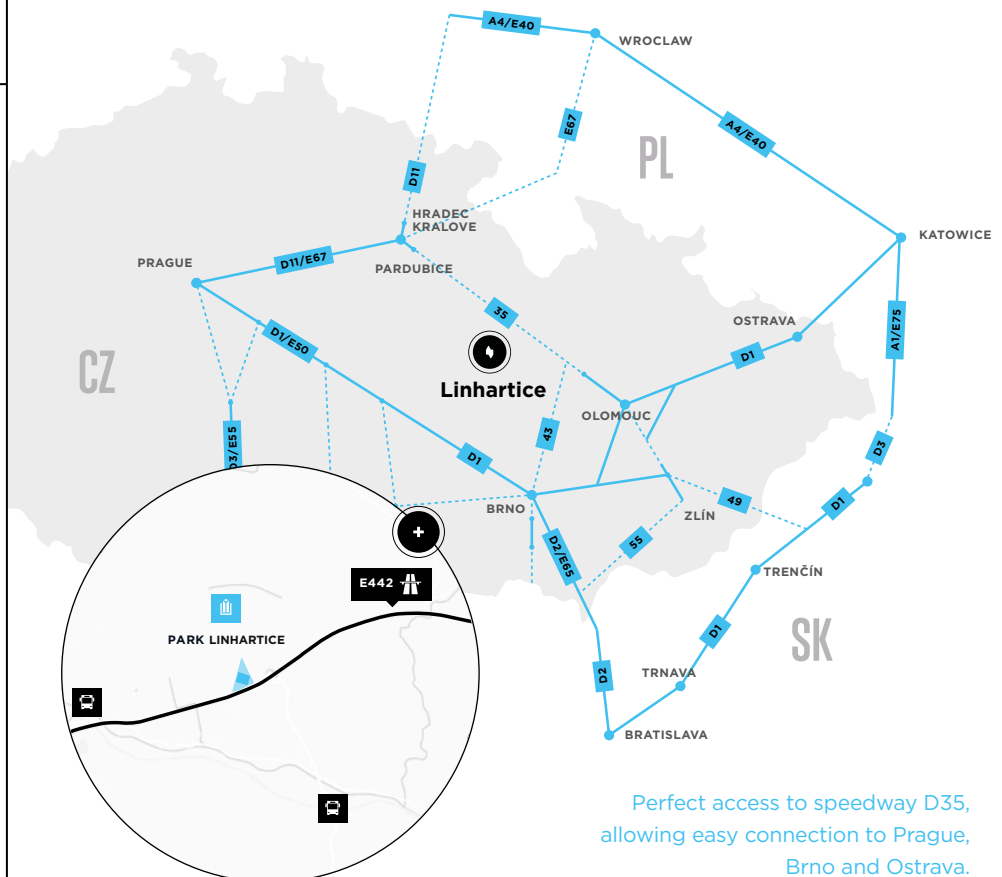 A4/E40
WROCLAW
E67
A4/E40
PL
D11
HRADEC
KRALOVE
KATOWICE
D11/E67
PRAGUE
PARDUBICE
35
OSTRAVA
A1/E75
D1/E50
D1
CZ
Linhartice
OLOMOUC
43
D3/E55
D1
D3
BRNO
49
D1
ZLÍN
55
D2/E65
TRENČÍN
E442
PARK LINHARTICE
D1
SK
D2
TRNAVA
BRATISLAVA
Perfect access to speedway D35,
allowing easy connection to Prague,
Brno and Ostrava.